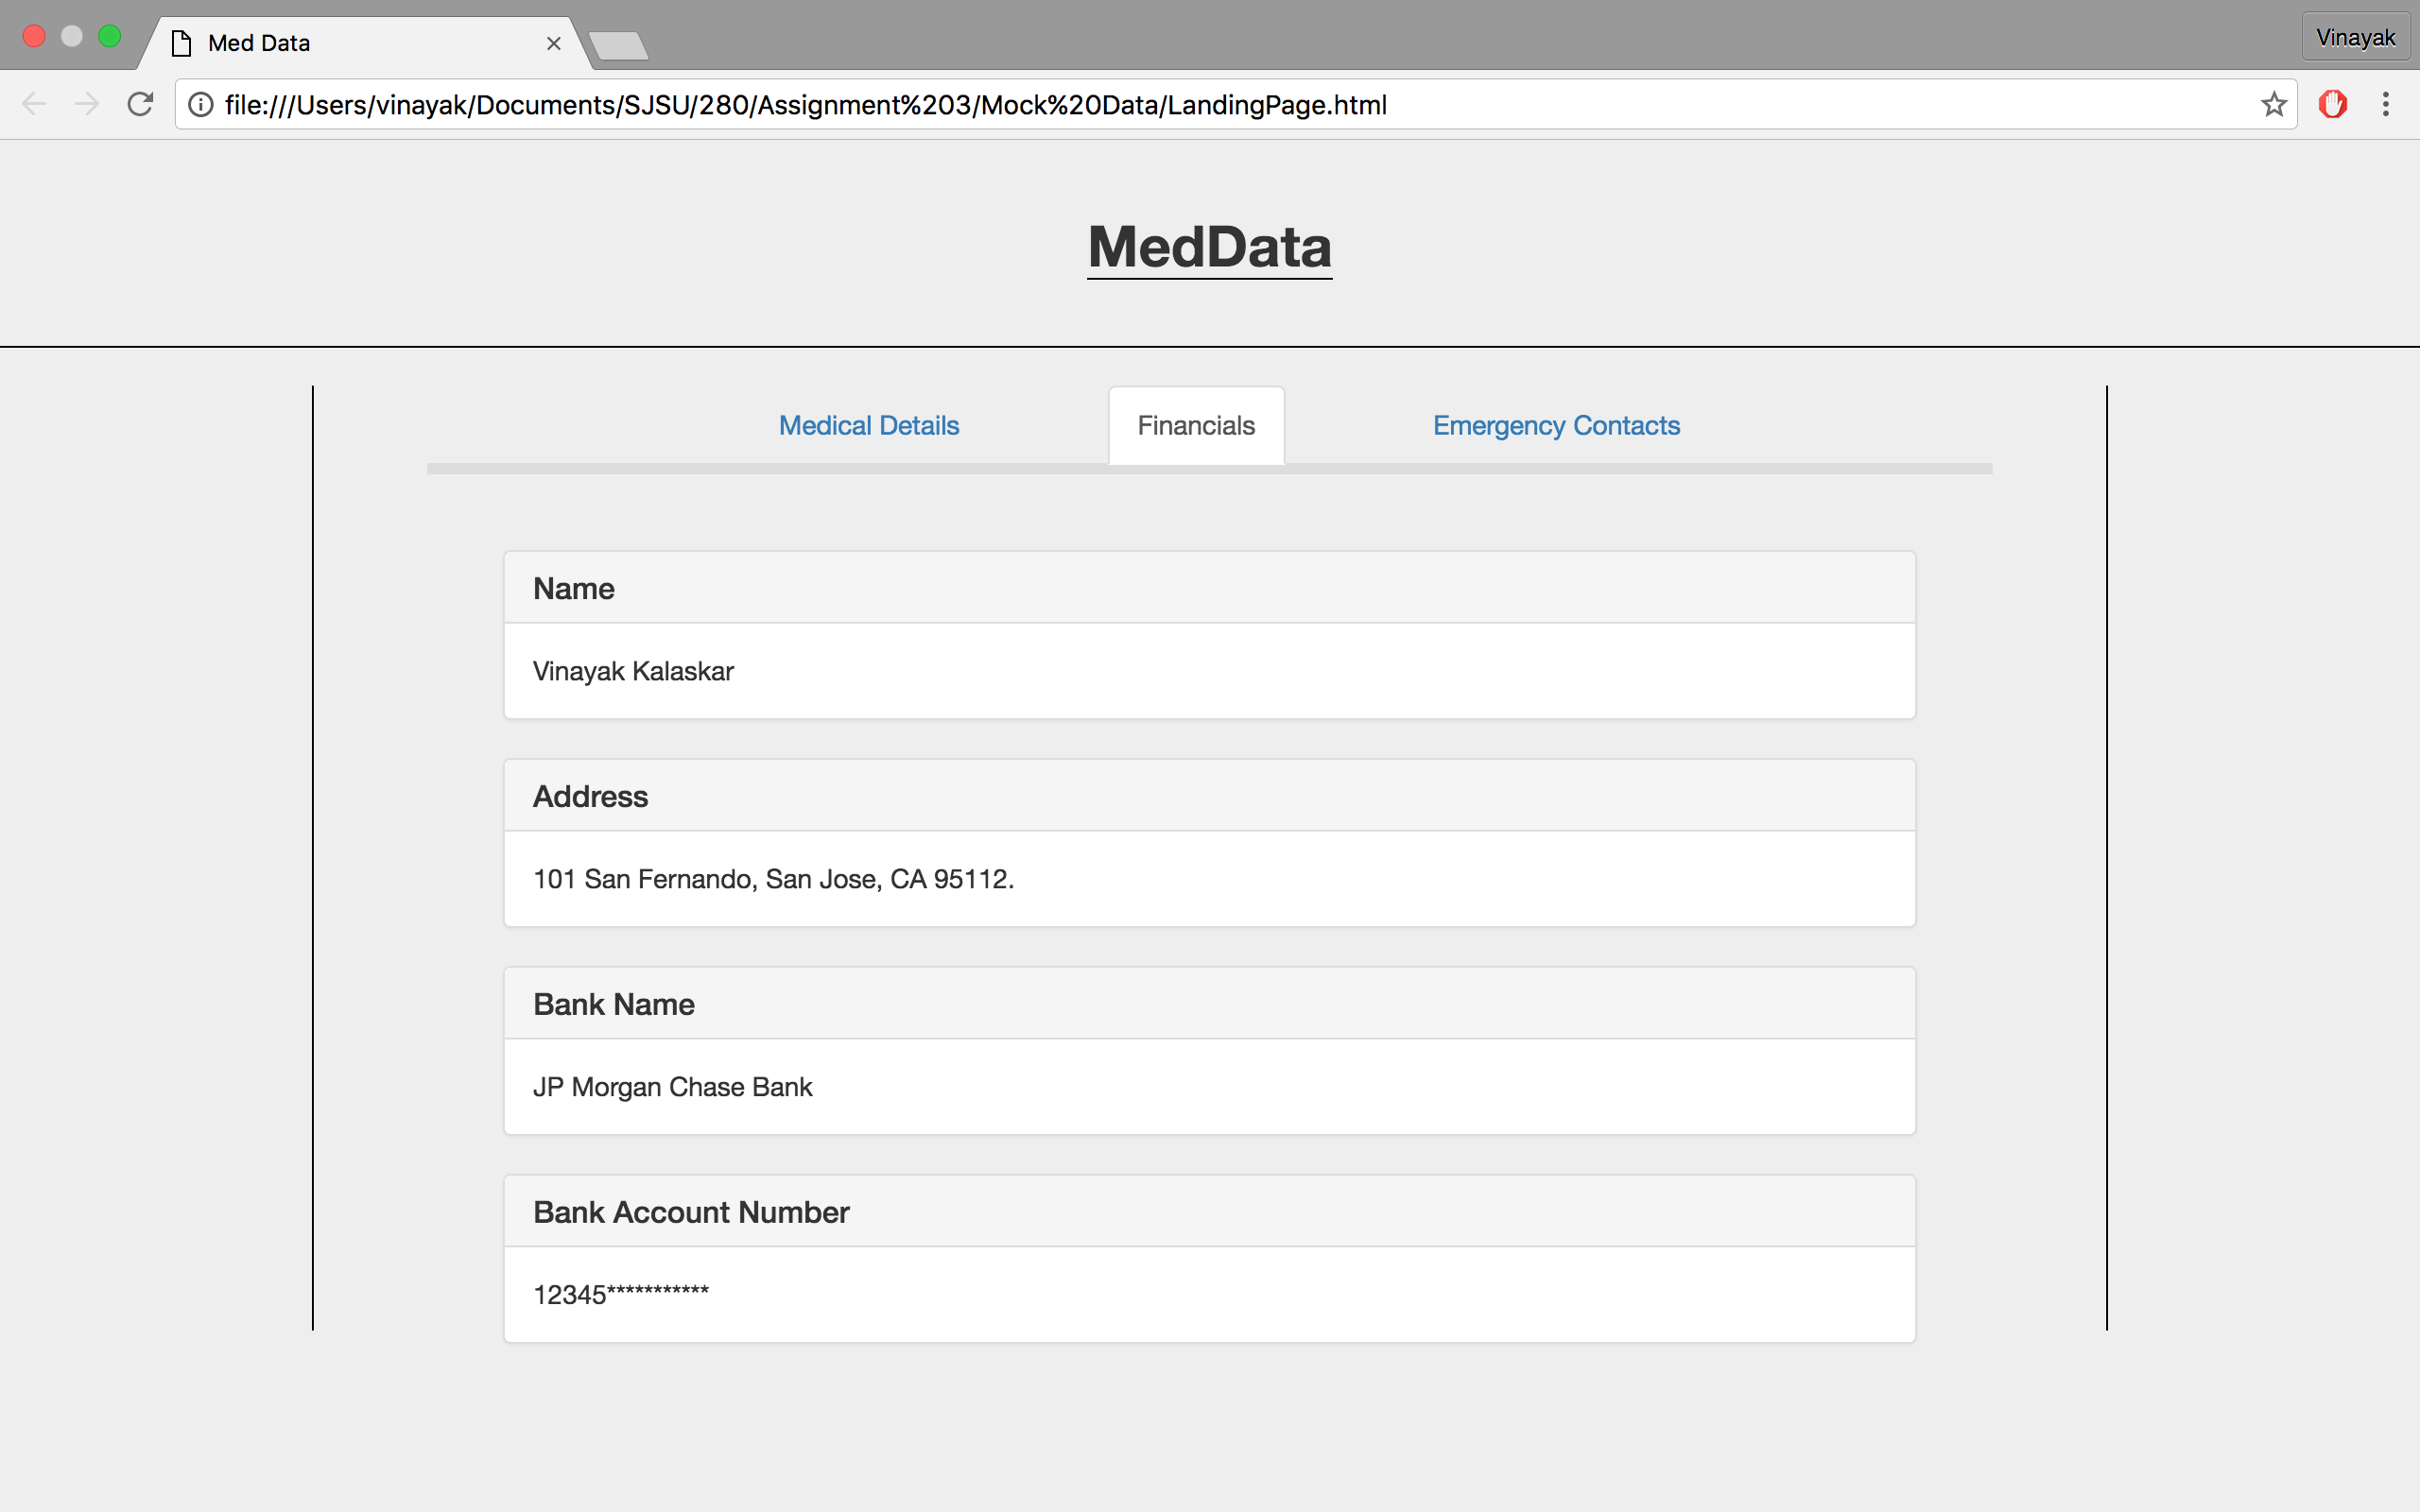 Med Data
Vinayak
file:///Users/vinayak/Documents/SJSU/280/Assignment%203/Mock%20Data/LandingPage.html
MedData
Medical Details
Financials
Emergency Contacts
Name
Vinayak Kalaskar
Address
101 San Fernando, San Jose, CA 95112.
Bank Name
JP Morgan Chase Bank
Bank Account Number
12345***********